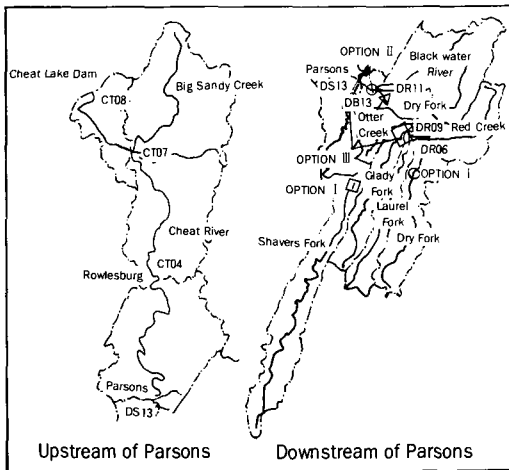 Cheat Lake Dam
CT08
Big Sandy Creek
CT07
Cheat River
CT04
Rowlesburg
Parsons
DS13
Upstream of Parsons
OPTION II
Parsons
DS13
Black water
River
DR11
DB13
Dry Fork
Otter
Creek
DR09
Red Creek
DR06
OPTION III
Glady
Fork
OPTION I
OPTION I
Laurel
Fork
Shavers Fork
Dry Fork
Downstream of Parsons